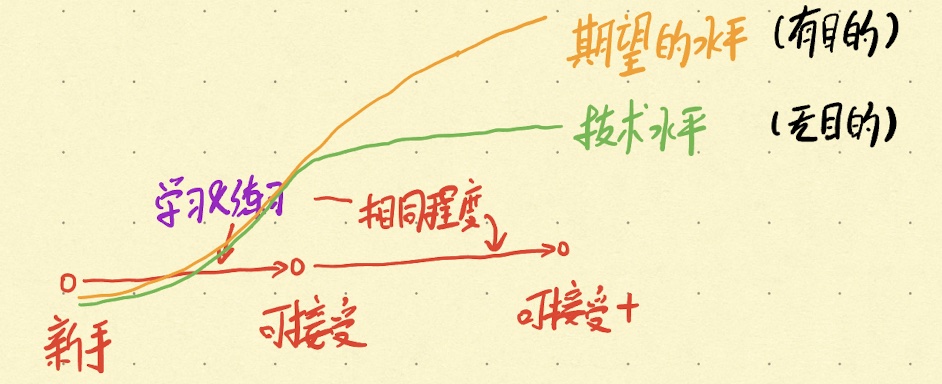 期望的水平 (有目的)
技术水平 (无目的)
学习&练习
相同程度
新手
可接受
可接受+